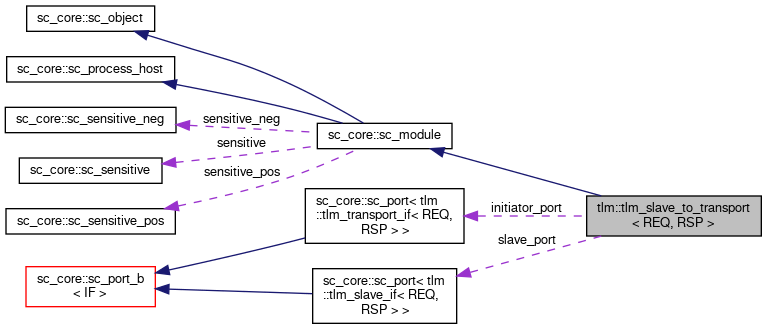 sc_core::sc_object
sc_core::sc_process_host
sc_core::sc_sensitive_neg
sensitive_neg
sc_core::sc_module
sensitive
sc_core::sc_sensitive
sensitive_pos
sc_core::sc_sensitive_pos
sc_core::sc_port< tlm
::tlm_transport_if< REQ,
RSP > >
initiator_port
tlm::tlm_slave_to_transport
< REQ, RSP >
slave_port
sc_core::sc_port_b
< IF >
sc_core::sc_port< tlm
::tlm_slave_if< REQ,
RSP > >